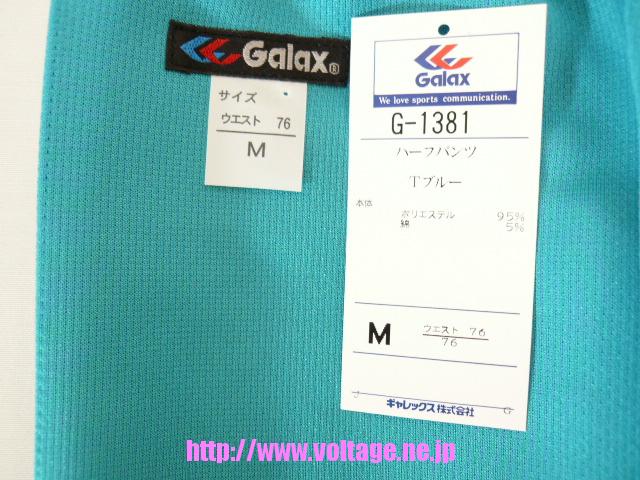 Galax®
サイズ
ウエスト 76
M
Galax
We love sports communication.
G-1381
ハーフパンツ
Tブルー
本体
ポリエステル 95%
綿 5%
M ウエスト 76
76
J G
ギャレックス株式会社
http://www.voltage.ne.jp